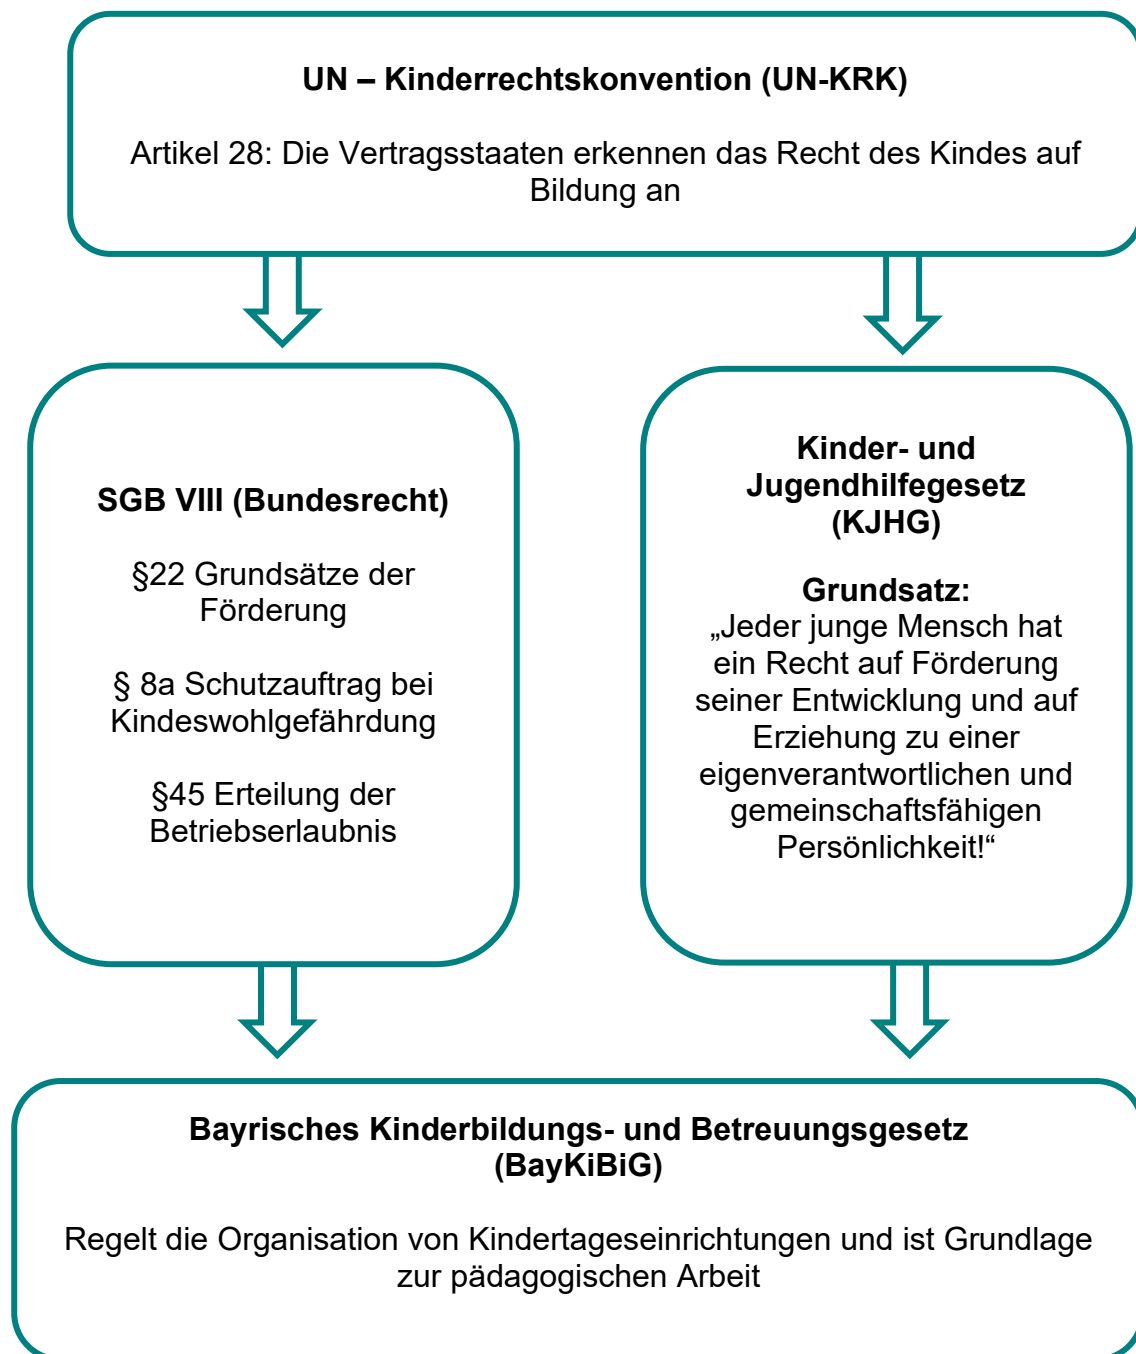 UN – Kinderrechtskonvention (UN-KRK)
Artikel 28: Die Vertragsstaaten erkennen das Recht des Kindes auf
Bildung an
SGB VIII (Bundesrecht)
§22 Grundsätze der
Förderung
§ 8a Schutzauftrag bei
Kindeswohlgefährdung
§45 Erteilung der
Betriebserlaubnis
Kinder- und
Jugendhilfegesetz
(KJHG)
Grundsatz:
„Jeder junge Mensch hat
ein Recht auf Förderung
seiner Entwicklung und auf
Erziehung zu einer
eigenverantwortlichen und
gemeinschaftsfähigen
Persönlichkeit!“
Bayrisches Kinderbildungs- und Betreuungsgesetz
(BayKiBiG)
Regelt die Organisation von Kindertageseinrichtungen und ist Grundlage
zur pädagogischen Arbeit